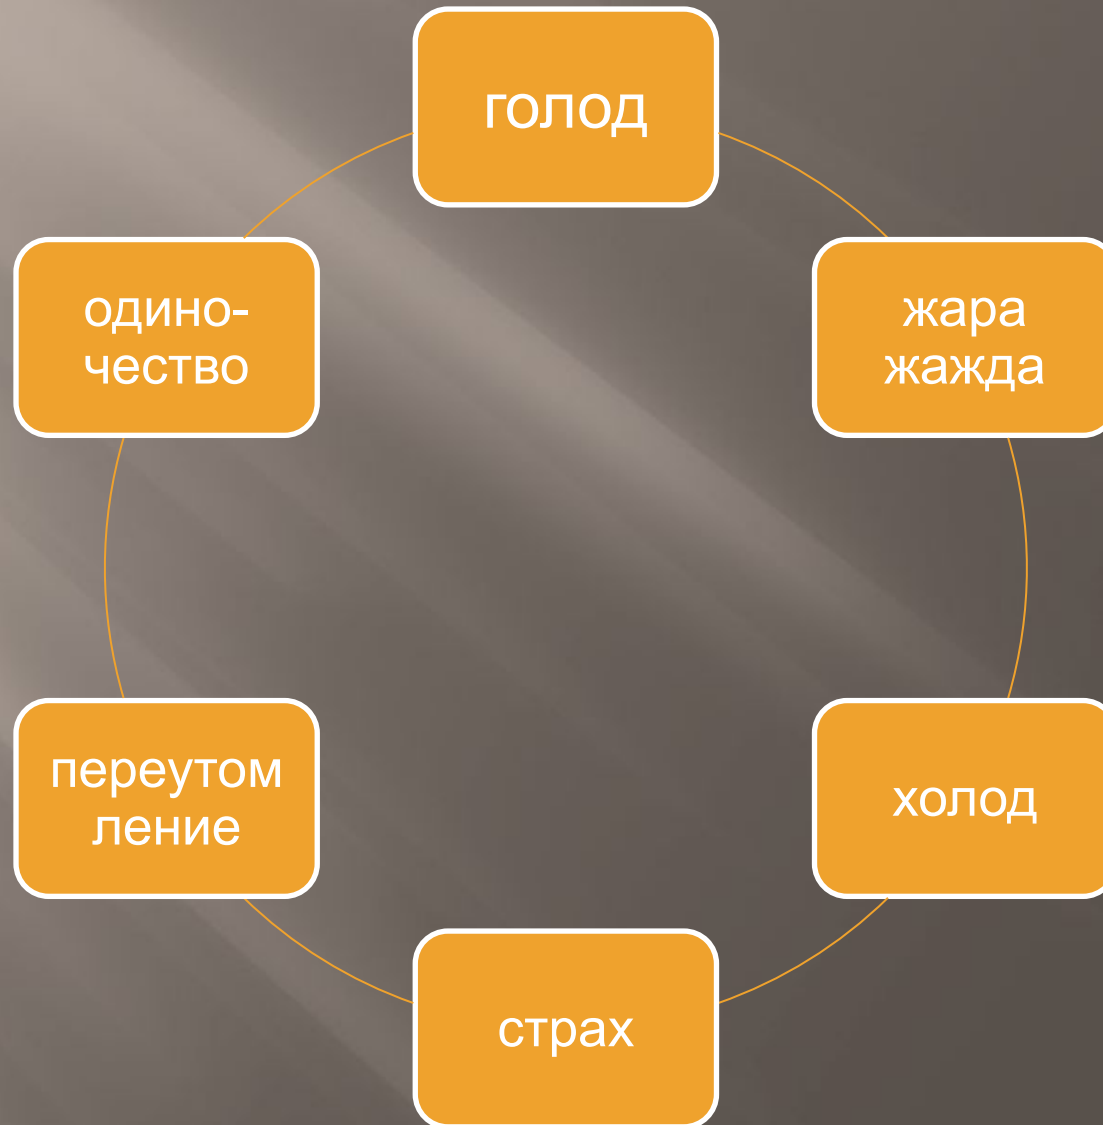 голод
жара
жажда
холод
страх
переутом
ление
одино-
чество